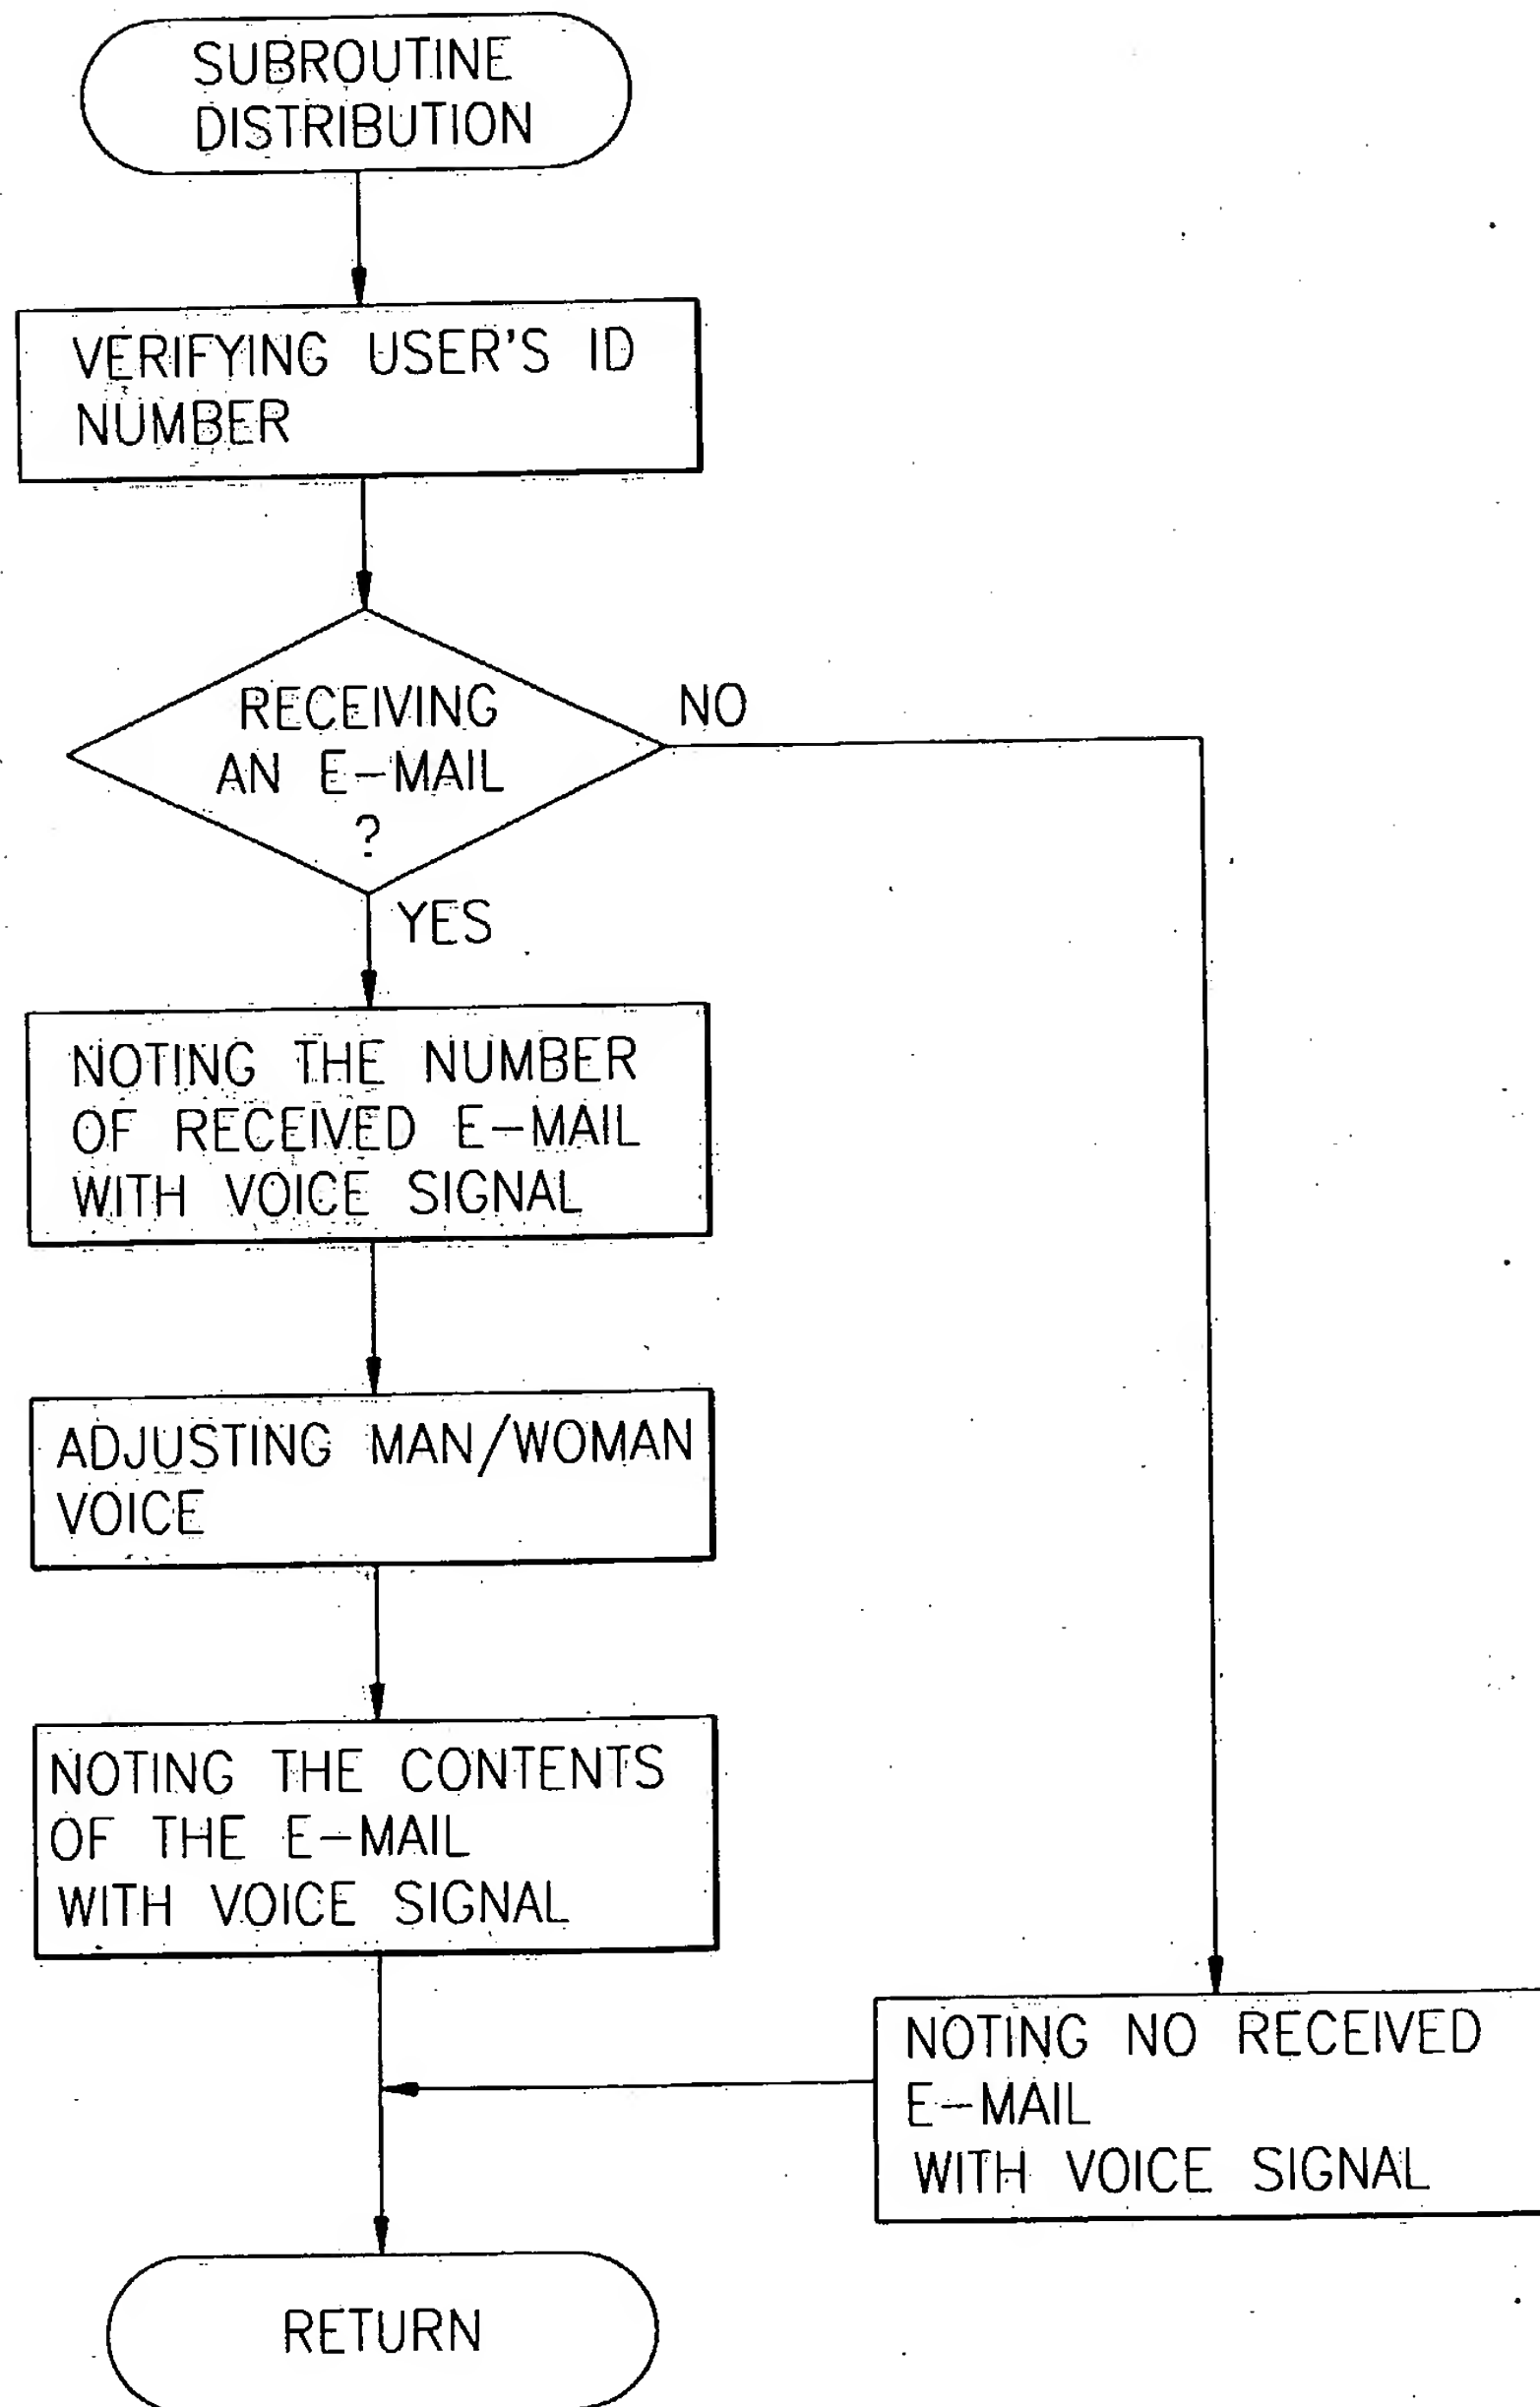 SUBROUTINE
DISTRIBUTION
VERIFYING USER'S ID
NUMBER
RECEIVING
AN E-MAIL
?
NO
YES
NOTING THE NUMBER
OF RECEIVED E-MAIL
WITH VOICE SIGNAL
ADJUSTING MAN/WOMAN
VOICE
NOTING THE CONTENTS
OF THE E-MAIL
WITH VOICE SIGNAL
NOTING NO RECEIVED
E-MAIL
WITH VOICE SIGNAL
RETURN